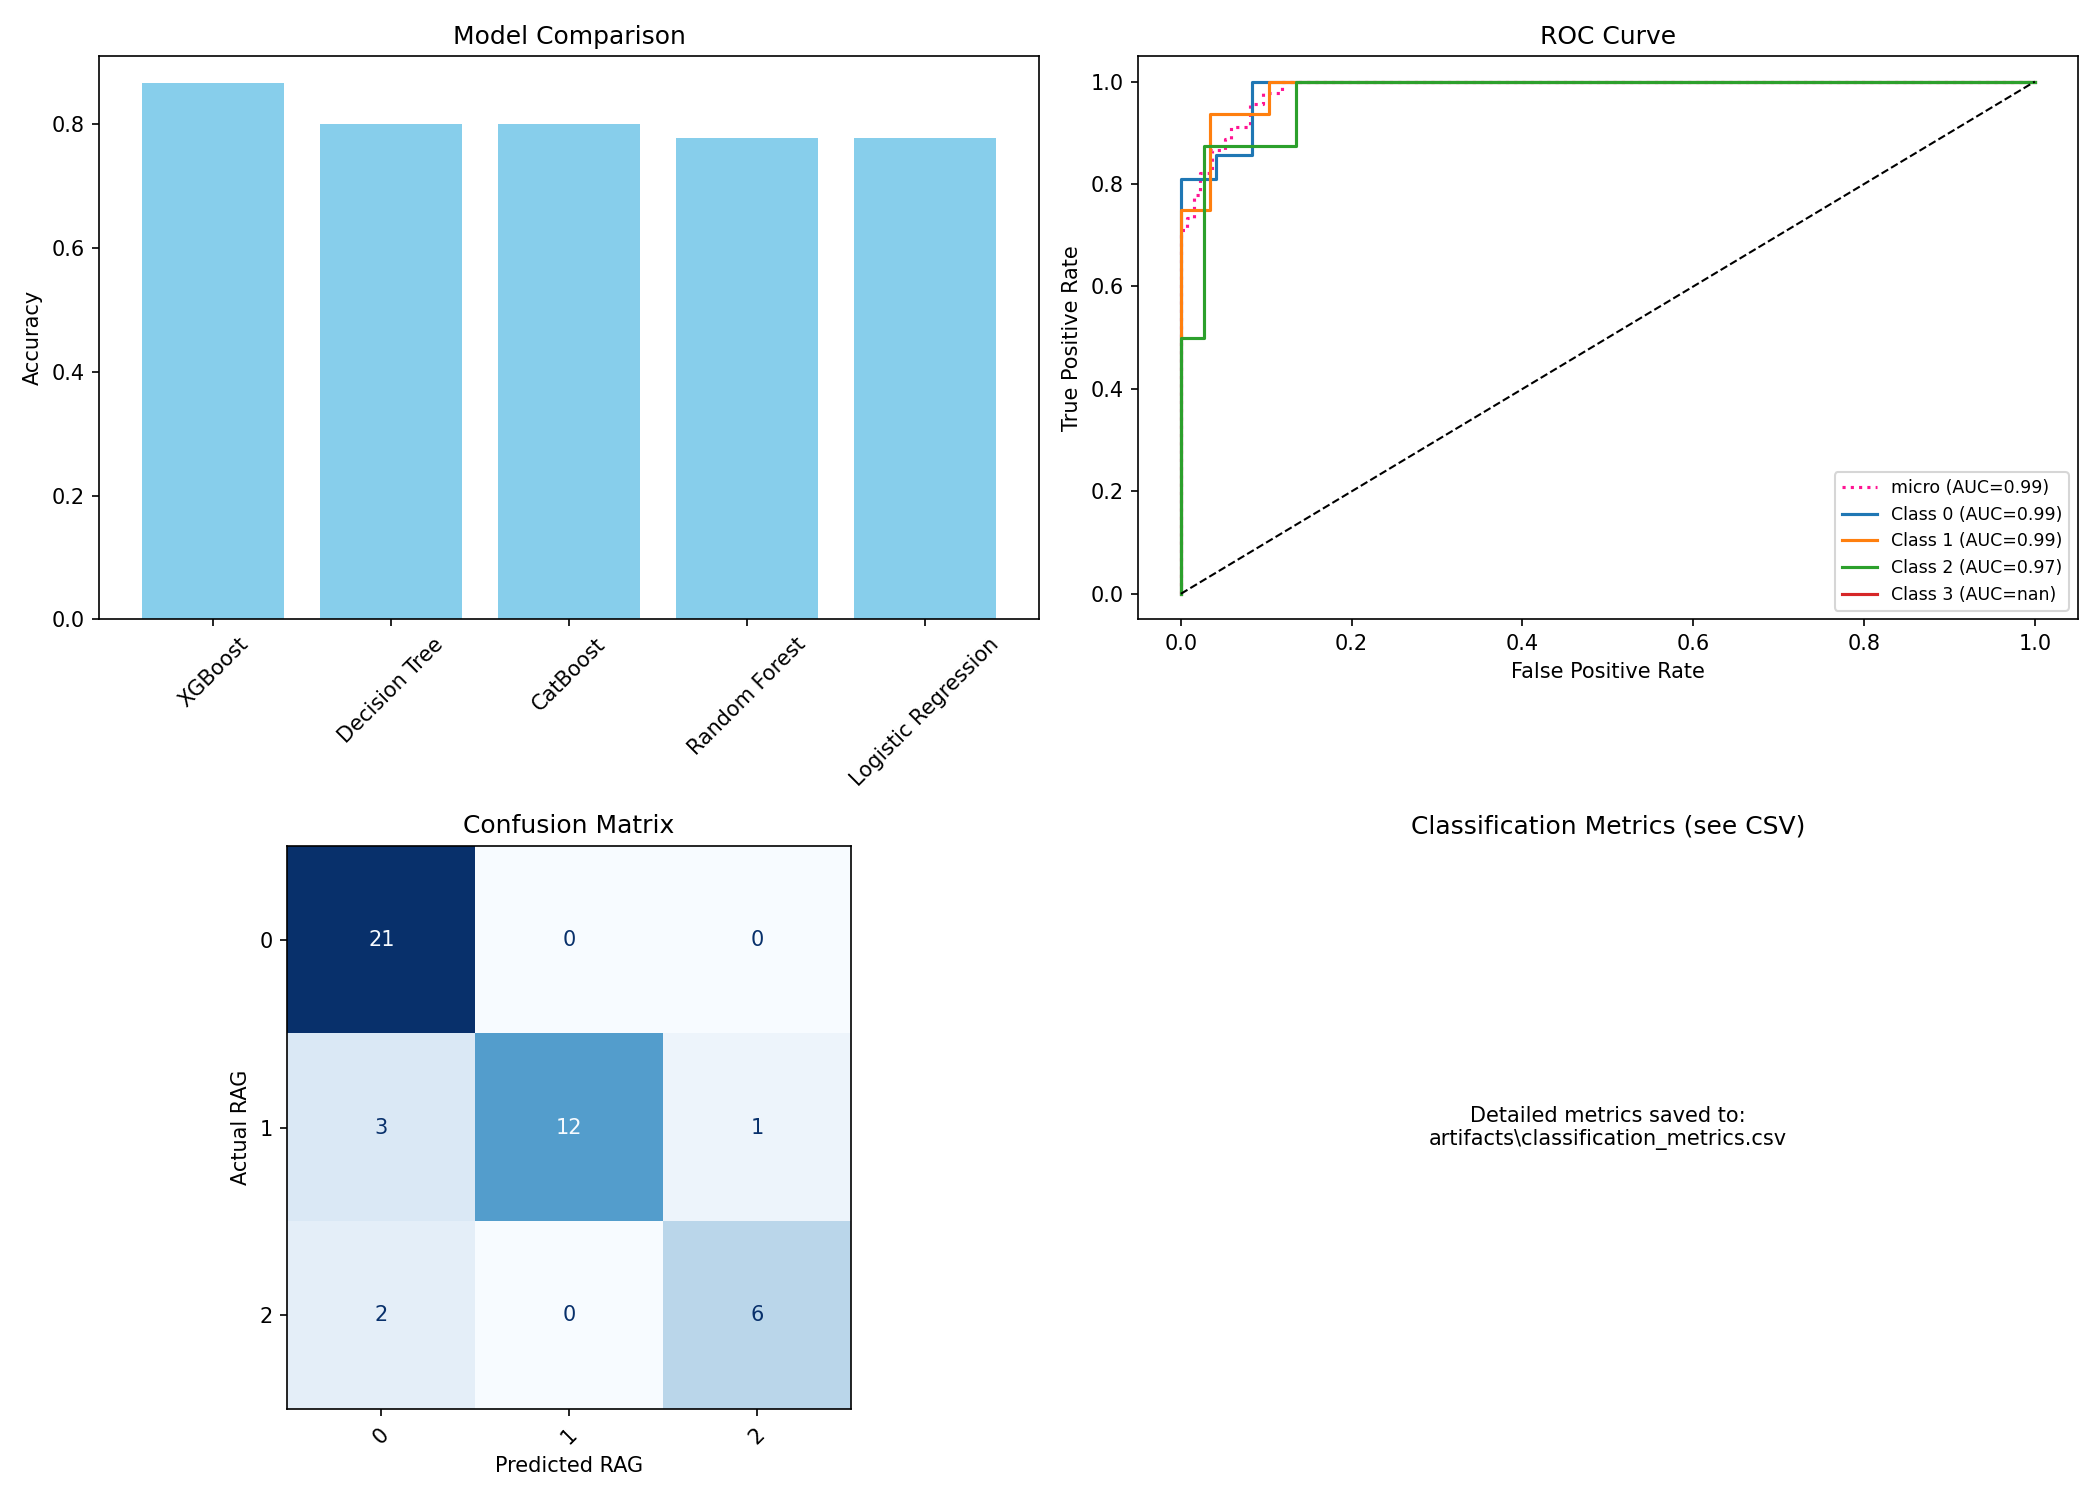 Model Comparison
Accuracy
0.8
0.6
0.4
0.2
0.0
XGBoost
Decision Tree
CatBoost
Random Forest
Logistic Regression
ROC Curve
True Positive Rate
1.0
0.8
0.6
0.4
0.2
0.0
0.0 0.2 0.4 0.6 0.8 1.0
False Positive Rate
micro (AUC=0.99)
Class 0 (AUC=0.99)
Class 1 (AUC=0.99)
Class 2 (AUC=0.97)
Class 3 (AUC=nan)
Confusion Matrix
Actual RAG
0 21 0 0
1 3 12 1
2 2 0 6
0 1 2
Predicted RAG
Classification Metrics (see CSV)
Detailed metrics saved to:
artifacts\classification_metrics.csv